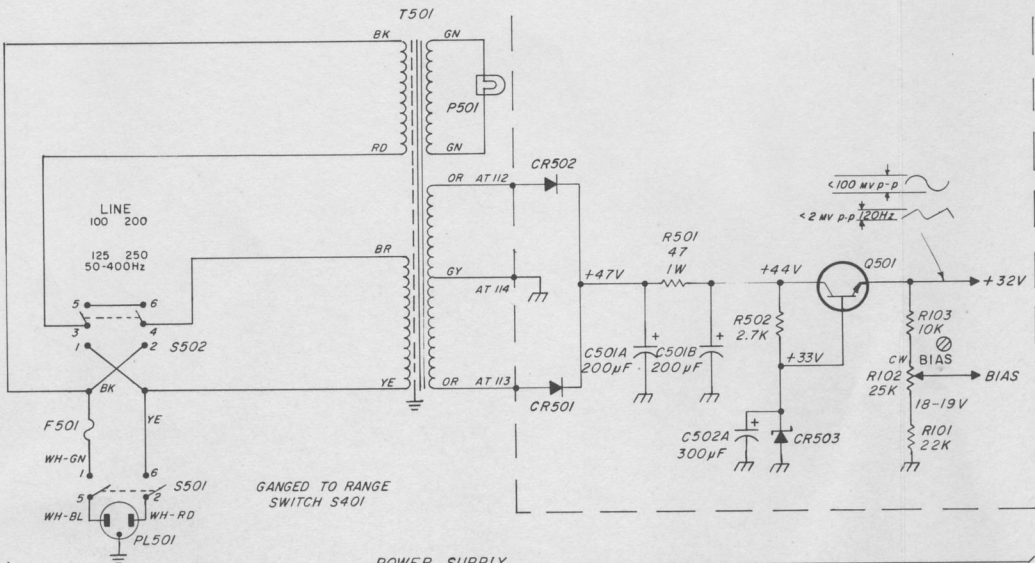 T501
BK
GN
P501
RD
GN
OR AT 112
CR502
<100 MV p-p
<2 MV p-p 120Hz
LINE
100 200
125 250
50-400Hz
BR
R501
47
1W
Q501
+47V
+44V
+32V
GY
AT 114
5 6
3 4
1 2
S502
R502
2.7K
R103
10K
C501A
200µF
C501B
200µF
+33V
CW BIAS
R102
25K
BIAS
BK
YE
OR AT 113
CR501
18-19V
F501
YE
C502A
300µF
CR503
R101
22K
WH-GN
1 6
S501
5 2
GANGED TO RANGE
SWITCH S401
WH-BL
WH-RD
PL501
POWER SUPPLY
+
+
+